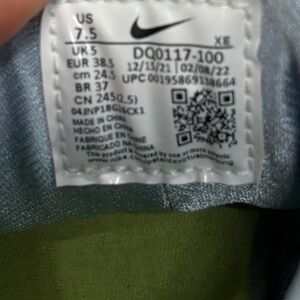 US
7.5
XE
UK 5
DQ0117-100
EUR 38.5
12/15/21 02/08/22
cm 24.5
UPC 00195869138664
BR 37
CN 245(2.5)
MADE IN CHINA
HECHO EN CHINA
FABRIQUE EN CHINE
FABRICADO NA CHINA